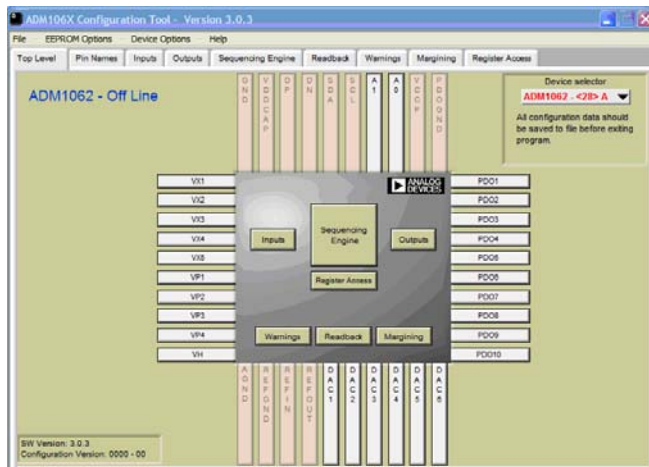 ADM106X Configuration Tool - Version 3.0.3
File EEPROM Options Device Options Help
Top Level Pin Names Inputs Outputs Sequencing Engine Readback Warnings Margining Register Access
ADM1062 - Off Line
GND VDDCAP DP DN SDA SCL A1 A0 VCCP PDOGND
Device selector
ADM1062 - <28> A
All configuration data should
be saved to file before exiting
program.
ANALOG
DEVICES
VX1
VX2
VX3
VX4
VX5
VP1
VP2
VP3
VP4
VH
Inputs
Sequencing
Engine
Outputs
Register Access
Warnings Readback Margining
PDO1
PDO2
PDO3
PDO4
PDO5
PDO6
PDO7
PDO8
PDO9
PDO10
AGND REFGND REFIN REFOUT DAC1 DAC2 DAC3 DAC4 DAC5 DAC6
SW Version: 3.0.3
Configuration Version: 0000 - 00